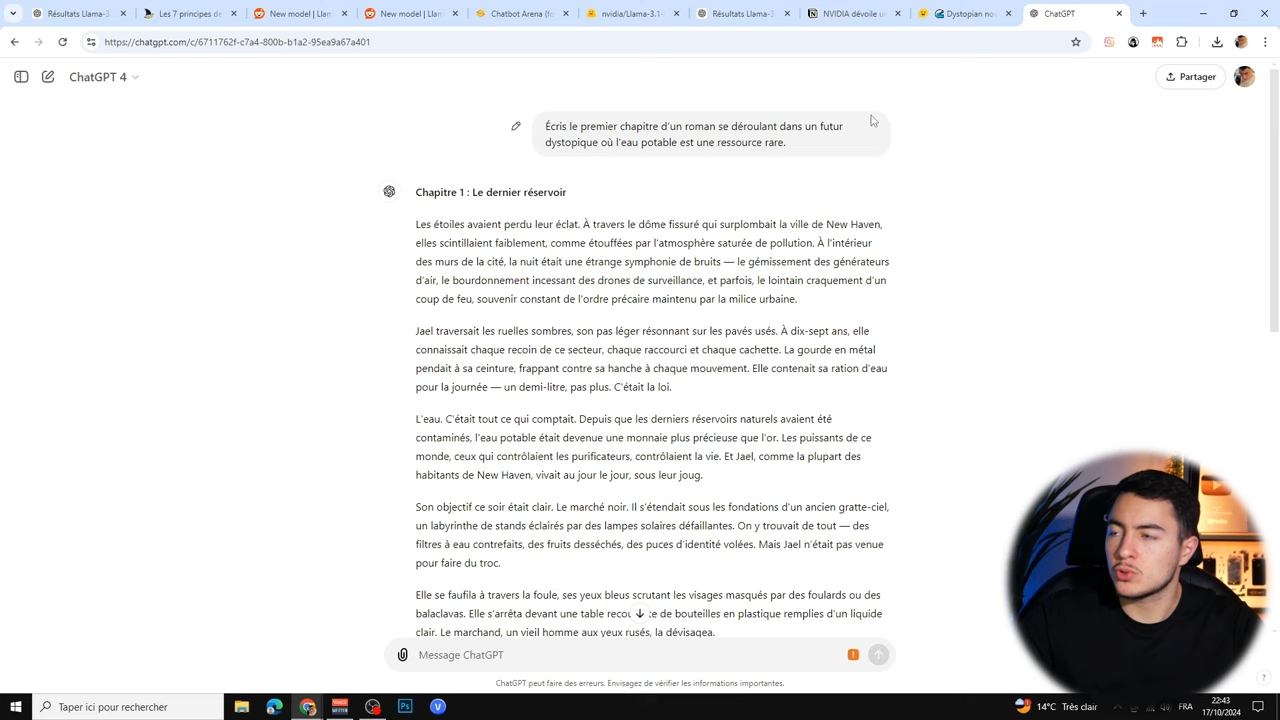 Résultats Llama-3
Les 7 principes de
New model | Llam
New model | Llam
Chatbot Arena (fo
nvidia/Llama-3.1-
Résultats Llama-3.
NVIDIA dévoile u
Dystopian nou
ChatGPT
https://chatgpt.com/c/6711762f-c7a4-800b-b1a2-95ea9a67a401
ChatGPT 4
Partager
Écris le premier chapitre d'un roman se déroulant dans un futur
dystopique où l'eau potable est une ressource rare.
Chapitre 1 : Le dernier réservoir
Les étoiles avaient perdu leur éclat. À travers le dôme fissuré qui surplombait la ville de New Haven,
elles scintillaient faiblement, comme étouffées par l'atmosphère saturée de pollution. À l'intérieur
des murs de la cité, la nuit était une étrange symphonie de bruits — le gémissement des générateurs
d'air, le bourdonnement incessant des drones de surveillance, et parfois, le lointain craquement d'un
coup de feu, souvenir constant de l'ordre précaire maintenu par la milice urbaine.
Jael traversait les ruelles sombres, son pas léger résonnant sur les pavés usés. À dix-sept ans, elle
connaissait chaque recoin de ce secteur, chaque raccourci et chaque cachette. La gourde en métal
pendait à sa ceinture, frappant contre sa hanche à chaque mouvement. Elle contenait sa ration d'eau
pour la journée — un demi-litre, pas plus. C'était la loi.
L'eau. C'était tout ce qui comptait. Depuis que les derniers réservoirs naturels avaient été
contaminés, l'eau potable était devenue une monnaie plus précieuse que l'or. Les puissants de ce
monde, ceux qui contrôlaient les purificateurs, contrôlaient la vie. Et Jael, comme la plupart des
habitants de New Haven, vivait au jour le jour, sous leur joug.
Son objectif ce soir était clair. Le marché noir. Il s'étendait sous les fondations d'un ancien gratte-ciel,
un labyrinthe de stands éclairés par des lampes solaires défaillantes. On y trouvait de tout — des
filtres à eau contrefaits, des fruits desséchés, des puces d'identité volées. Mais Jael n'était pas venue
pour faire du troc.
Elle se faufila à travers la foule, ses yeux bleus scrutant les visages masqués par des foulards ou des
balaclavas. Elle s'arrêta devant une table de bouteilles en plastique remplies d'un liquide
clair. Le marchand, un vieil homme aux yeux rusés, la dévisagea.
Message ChatGPT
ChatGPT peut faire des erreurs. Envisagez de vérifier les informations importantes.
Taper ici pour rechercher
14°C Très clair
FRA
22:43
17/10/2024